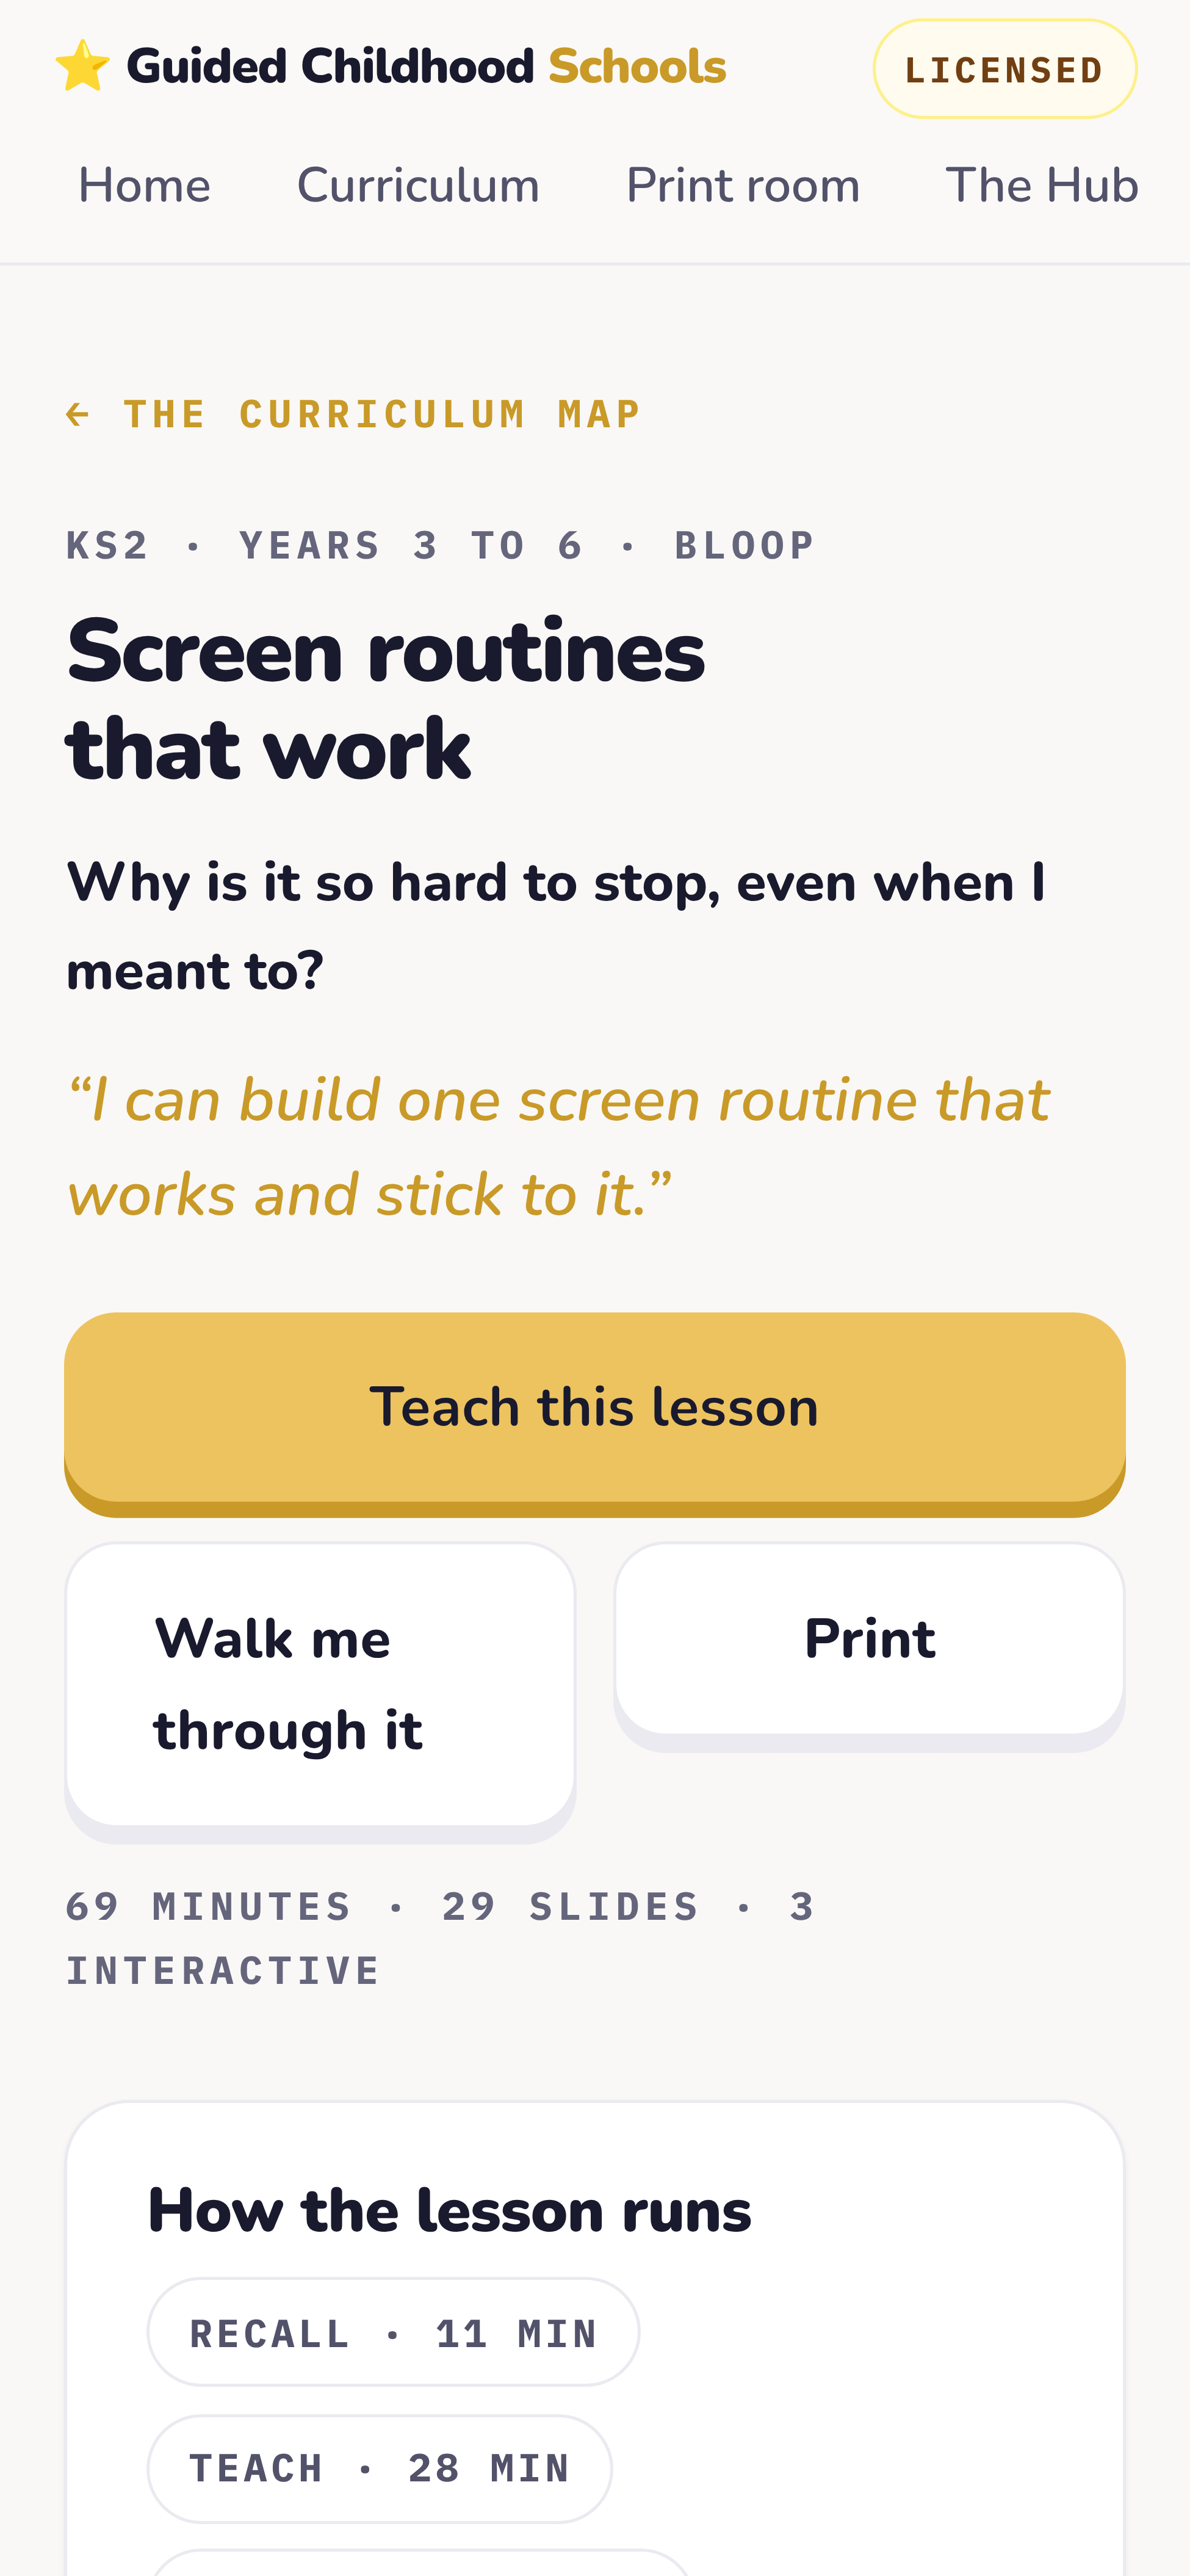 ⭐ Guided Childhood Schools
LICENSED
Home Curriculum Print room The Hub
← THE CURRICULUM MAP
KS2 · YEARS 3 TO 6 · BLOOP
Screen routines
that work
Why is it so hard to stop, even when I
meant to?
“I can build one screen routine that
works and stick to it.”
Teach this lesson
Walk me
through it
Print
69 MINUTES · 29 SLIDES · 3
INTERACTIVE
How the lesson runs
RECALL · 11 MIN
TEACH · 28 MIN